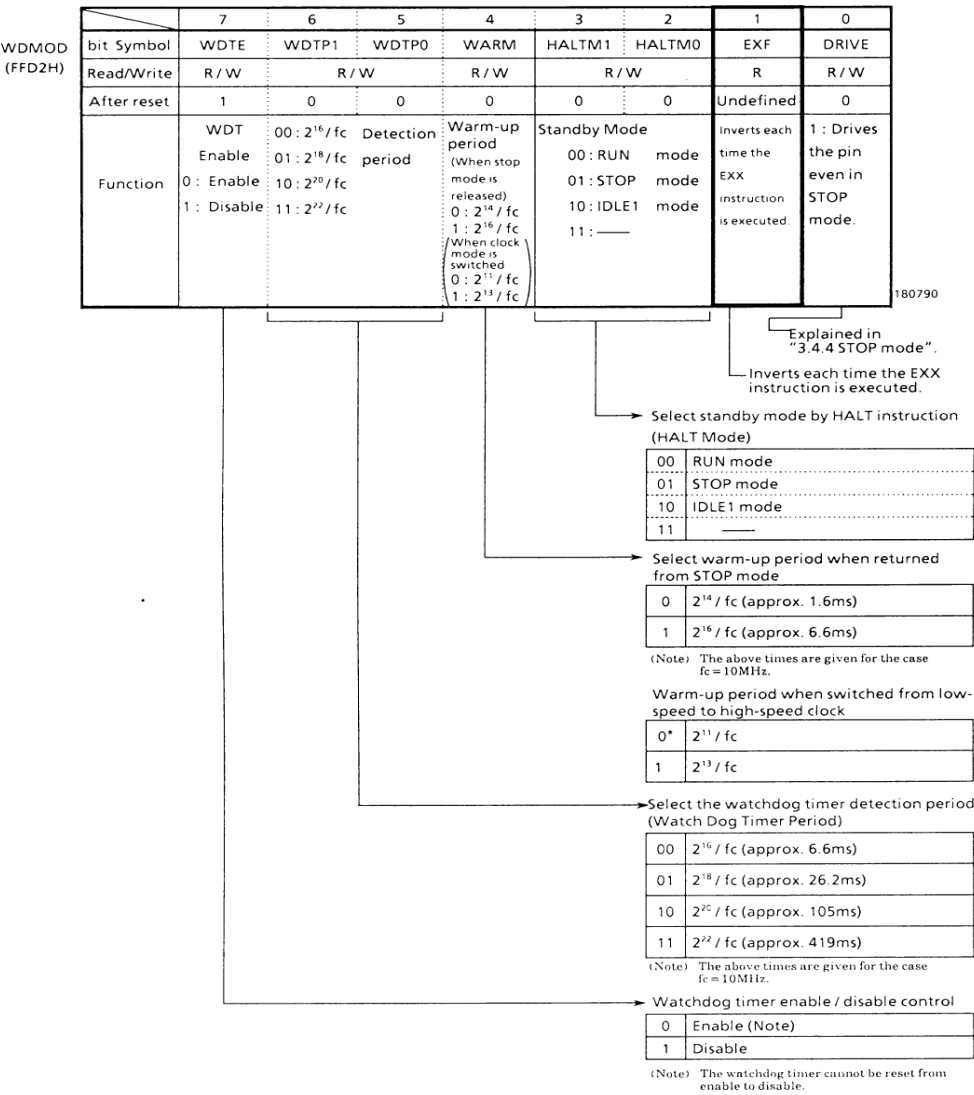 7 6 5 4 3 2 1 0
WDMOD
(FFD2H)
bit Symbol WDTE WDTP1 WDTP0 WARM HALTM1 HALTM0 EXF DRIVE
Read/Write R/W R/W R/W R/W R R/W
After reset 1 0 0 0 0 0 Undefined 0
Function
WDT
Enable
0 : Enable
1 : Disable
00 : 2¹⁶/fc
01 : 2¹⁸/fc
10 : 2²⁰/fc
11 : 2²²/fc
Detection
period
Warm-up
period
(When stop
mode is
released)
0 : 2¹⁴/fc
1 : 2¹⁶/fc
(When clock
mode is
switched
0 : 2¹¹/fc
1 : 2¹³/fc)
Standby Mode
00 : RUN mode
01 : STOP mode
10 : IDLE1 mode
11 : ——
Inverts each
time the
EXX
instruction
is executed.
1 : Drives
the pin
even in
STOP
mode.
180790
Explained in
"3.4.4 STOP mode".
Inverts each time the EXX
instruction is executed.
Select standby mode by HALT instruction
(HALT Mode)
00 RUN mode
01 STOP mode
10 IDLE1 mode
11 ——
Select warm-up period when returned
from STOP mode
0 2¹⁴/fc (approx. 1.6ms)
1 2¹⁶/fc (approx. 6.6ms)
(Note) The above times are given for the case
fc = 10MHz.
Warm-up period when switched from low-
speed to high-speed clock
0* 2¹¹/fc
1 2¹³/fc
Select the watchdog timer detection period
(Watch Dog Timer Period)
00 2¹⁶/fc (approx. 6.6ms)
01 2¹⁸/fc (approx. 26.2ms)
10 2²⁰/fc (approx. 105ms)
11 2²²/fc (approx. 419ms)
(Note) The above times are given for the case
fc = 10MHz.
Watchdog timer enable / disable control
0 Enable (Note)
1 Disable
(Note) The watchdog timer cannot be reset from
enable to disable.